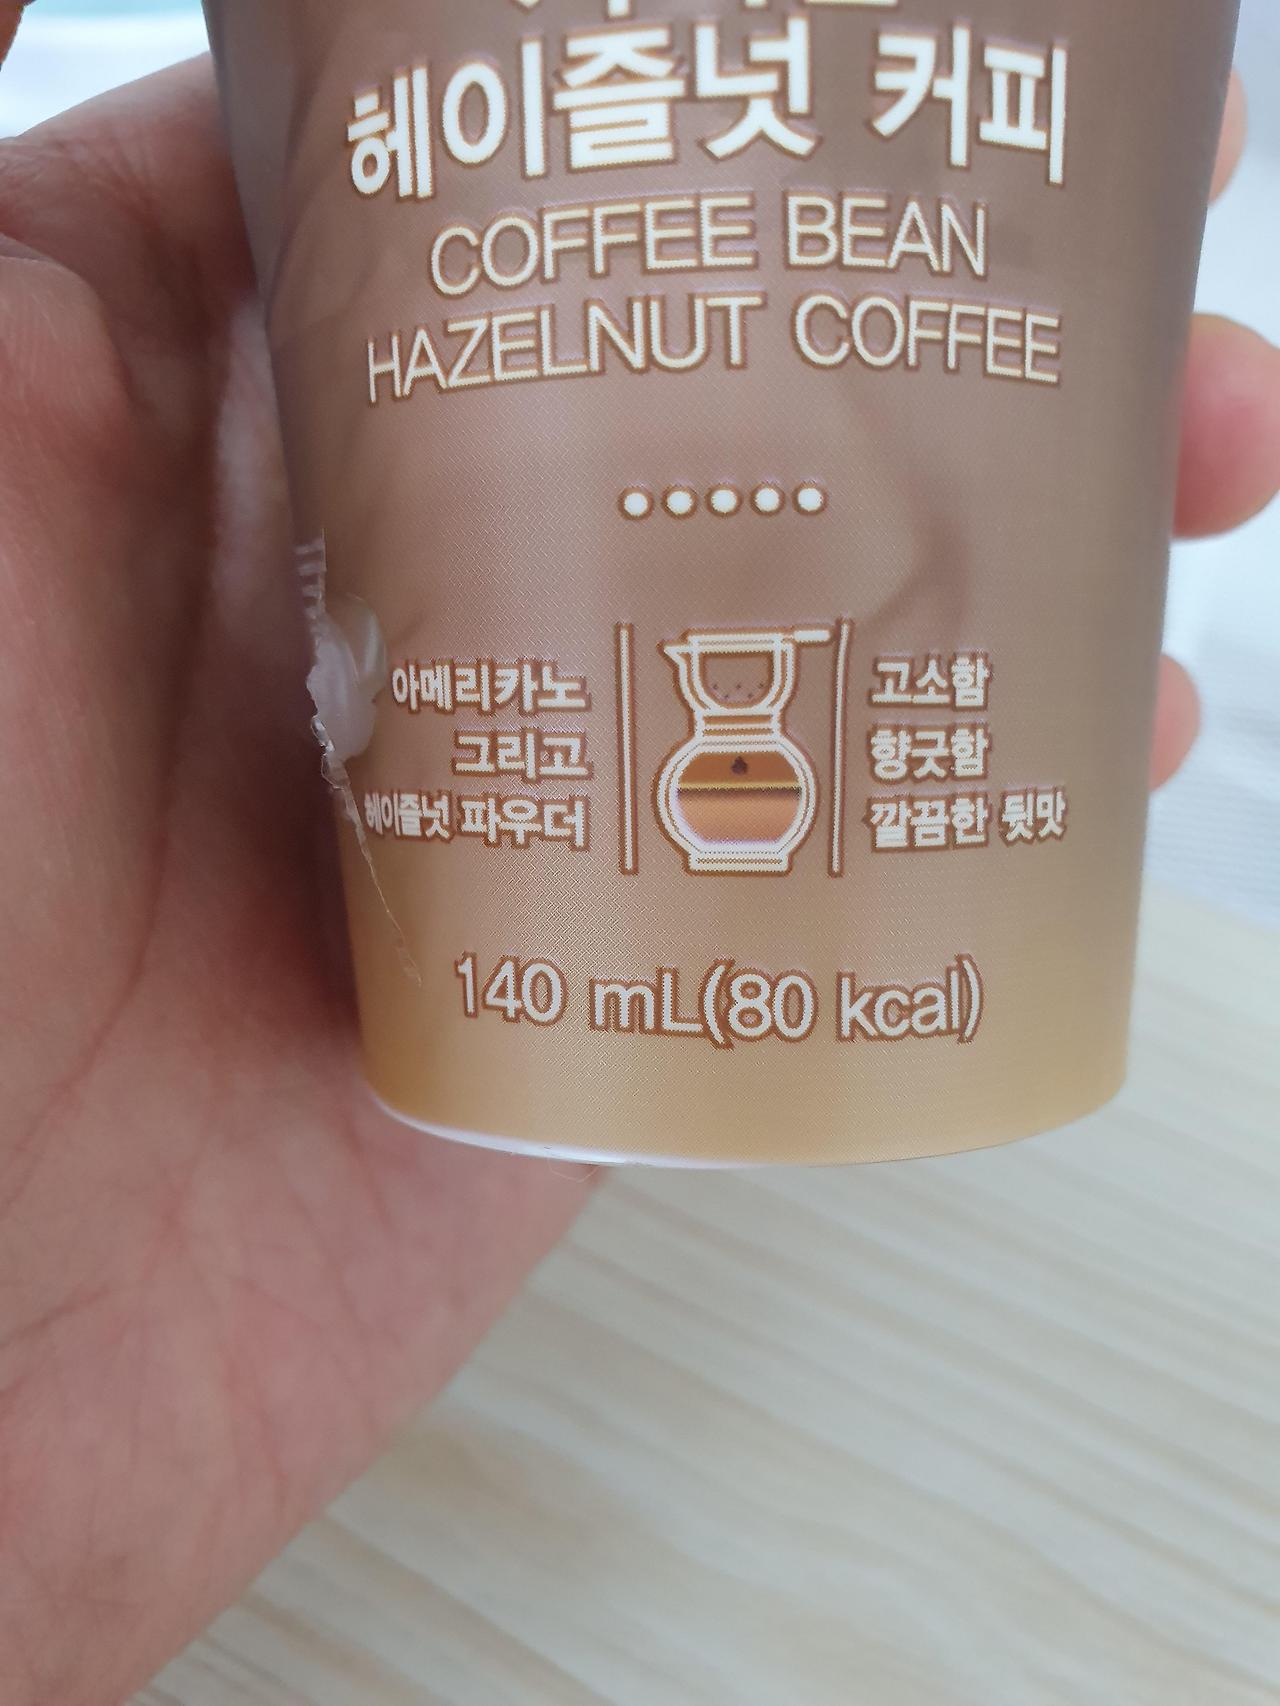 헤이즐넛 커피
COFFEE BEAN
HAZELNUT COFFEE
아메리카노
그리고
헤이즐넛 파우더
고소함
향긋함
깔끔한 뒷맛
140 mL(80 kcal)